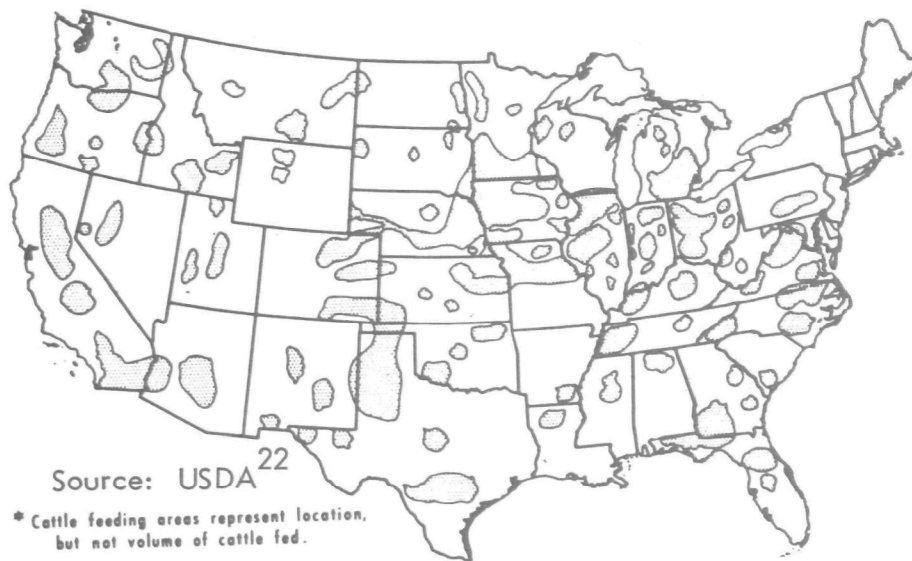 Source: USDA22
* Cattle feeding areas represent location,
but not volume of cattle fed.